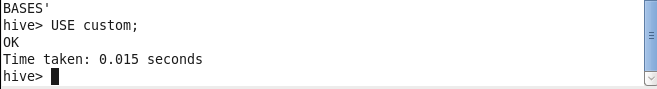 BASES'
hive> USE custom;
OK
Time taken: 0.015 seconds
hive>